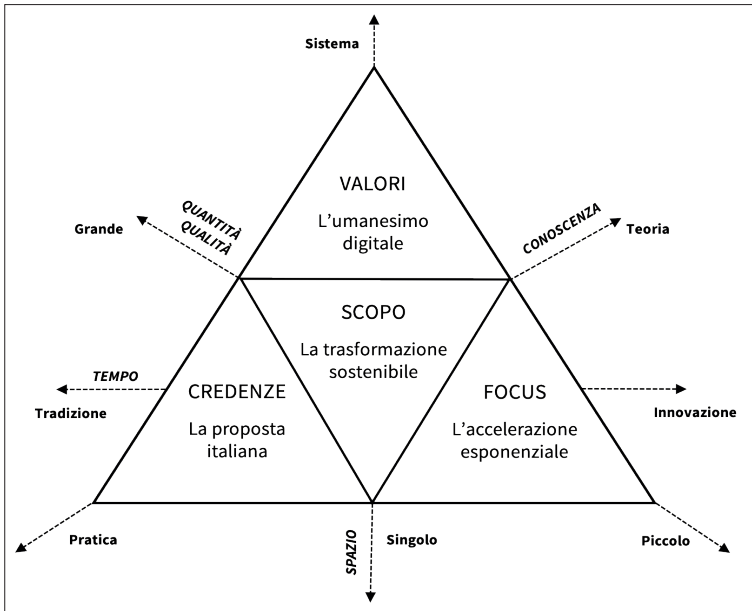 Sistema
VALORI
L’umanesimo
digitale
QUANTITÀ
QUALITÀ
Grande
CONOSCENZA
Teoria
SCOPO
La trasformazione
sostenibile
TEMPO
Tradizione
CREDENZE
La proposta
italiana
FOCUS
L’accelerazione
esponenziale
Innovazione
Pratica
SPAZIO
Singolo
Piccolo